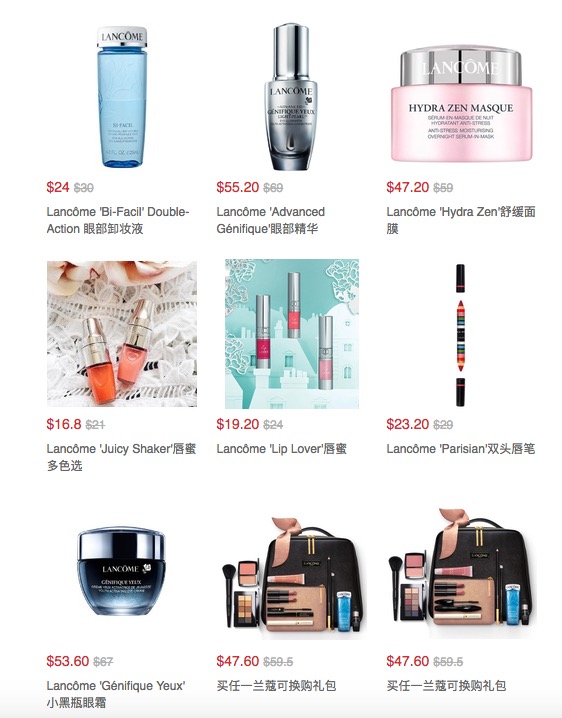 LANCÔME
BI-FACIL
LANCÔME
ADVANCED
GÉNIFIQUE YEUX
LIGHT-PEARL
LANCÔME
HYDRA ZEN MASQUE
SÉRUM-EN-MASQUE DE NUIT
HYDRATANT ANTI-STRESS
ANTI-STRESS MOISTURISING
OVERNIGHT SERUM-IN-MASK
$24 $30
$55.20 $69
$47.20 $59
Lancôme 'Bi-Facil' Double-
Action 眼部卸妆液
Lancôme 'Advanced
Génifique'眼部精华
Lancôme 'Hydra Zen'舒缓面
膜
$16.8 $21
$19.20 $24
$23.20 $29
Lancôme 'Juicy Shaker'唇蜜
多色选
Lancôme 'Lip Lover'唇蜜
Lancôme 'Parisian'双头唇笔
LANCÔME
GÉNIFIQUE YEUX
$53.60 $67
$47.60 $59.5
$47.60 $59.5
Lancôme 'Génifique Yeux'
小黑瓶眼霜
买任一兰蔻可换购礼包
买任一兰蔻可换购礼包